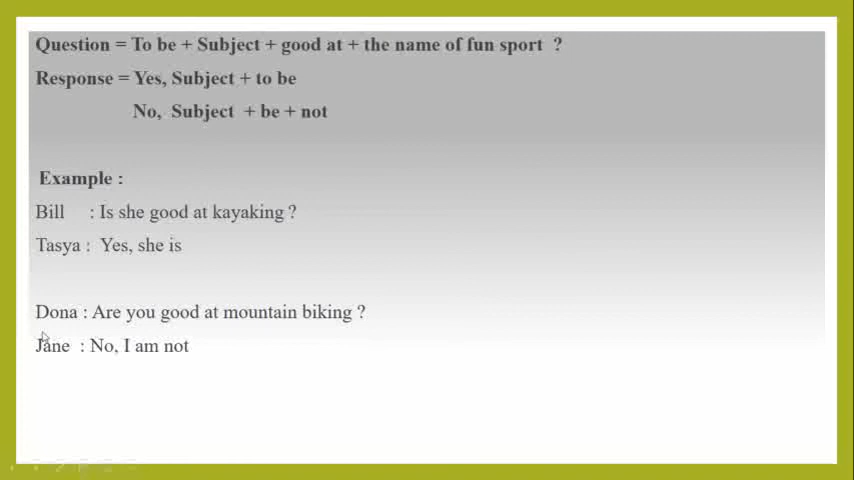 Question = To be + Subject + good at + the name of fun sport ?
Response = Yes, Subject + to be
No, Subject + be + not
Example :
Bill : Is she good at kayaking ?
Tasya : Yes, she is
Dona : Are you good at mountain biking ?
Jane : No, I am not